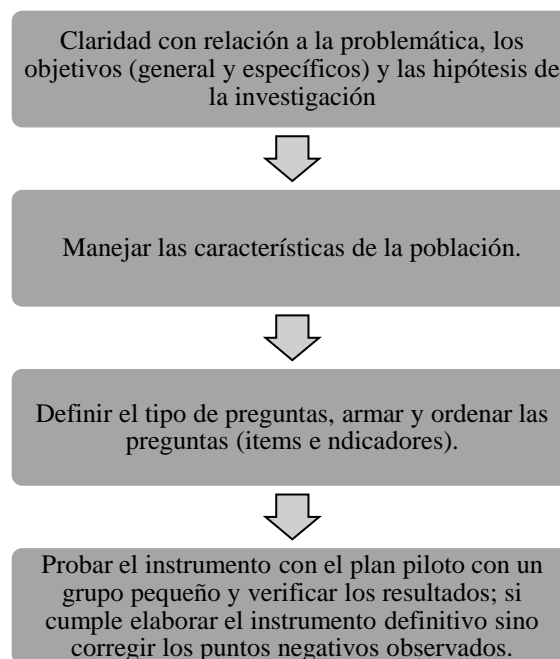 Claridad con relación a la problemática, los
objetivos (general y específicos) y las hipótesis de
la investigación
Manejar las características de la población.
Definir el tipo de preguntas, armar y ordenar las
preguntas (items e ndicadores).
Probar el instrumento con el plan piloto con un
grupo pequeño y verificar los resultados; si
cumple elaborar el instrumento definitivo sino
corregir los puntos negativos observados.